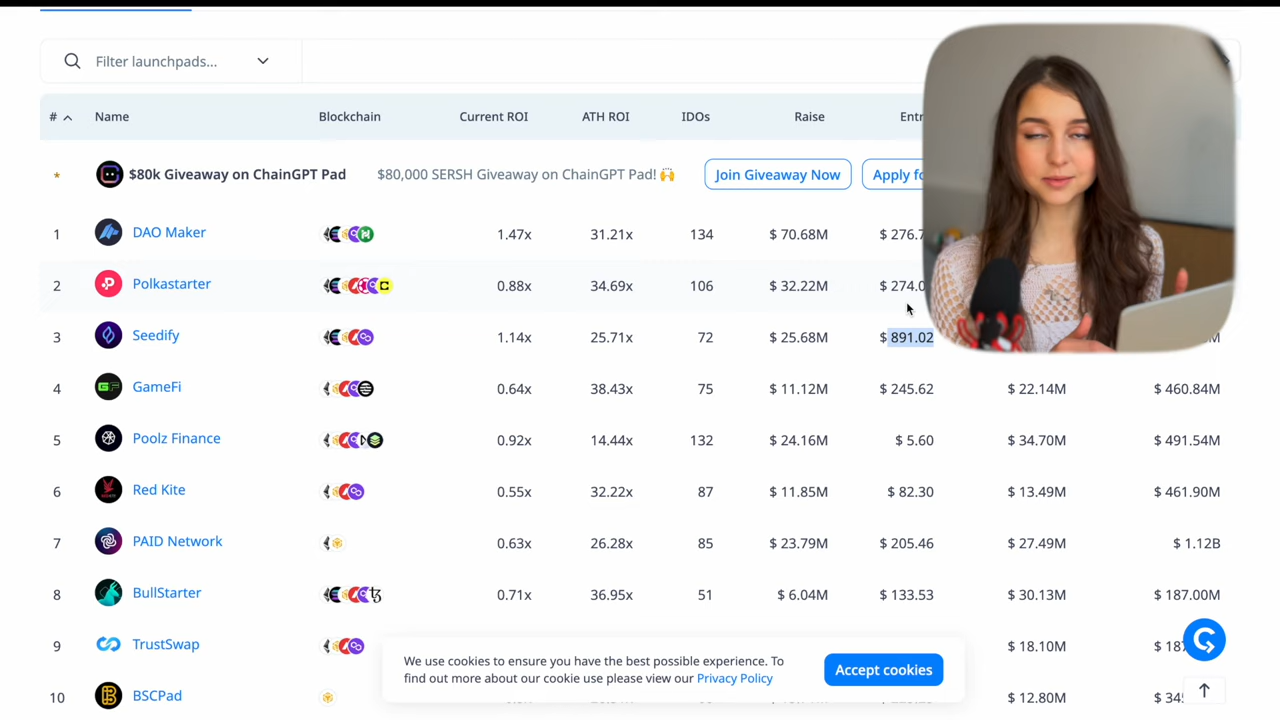 Filter launchpads...
# Name Blockchain Current ROI ATH ROI IDOs Raise
* $80k Giveaway on ChainGPT Pad $80,000 SERSH Giveaway on ChainGPT Pad! 🙌 Join Giveaway Now Apply
1 DAO Maker 1.47x 31.21x 134 $ 70.68M
2 Polkastarter 0.88x 34.69x 106 $ 32.22M
3 Seedify 1.14x 25.71x 72 $ 25.68M $ 891.02
4 GameFi 0.64x 38.43x 75 $ 11.12M $ 245.62 $ 22.14M $ 460.84M
5 Poolz Finance 0.92x 14.44x 132 $ 24.16M $ 5.60 $ 34.70M $ 491.54M
6 Red Kite 0.55x 32.22x 87 $ 11.85M $ 82.30 $ 13.49M $ 461.90M
7 PAID Network 0.63x 26.28x 85 $ 23.79M $ 205.46 $ 27.49M $ 1.12B
8 BullStarter 0.71x 36.95x 51 $ 6.04M $ 133.53 $ 30.13M $ 187.00M
9 TrustSwap $ 18.10M
10 BSCPad $ 12.80M
We use cookies to ensure you have the best possible experience. To
find out more about our cookie use please view our Privacy Policy
Accept cookies